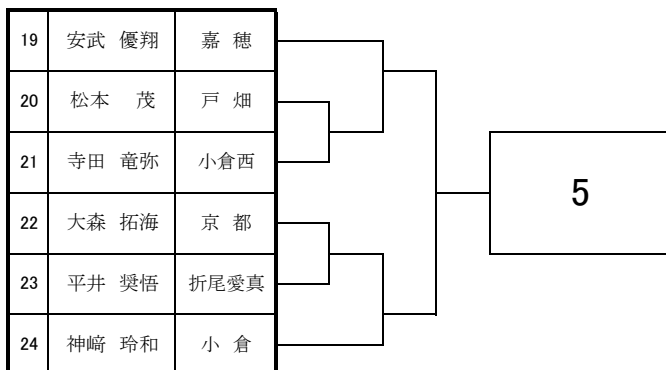 19 安武 優翔 嘉 穂
20 松本 茂 戸 畑
21 寺田 竜弥 小倉西
22 大森 拓海 京 都
23 平井 奨悟 折尾愛真
24 神﨑 玲和 小 倉
5